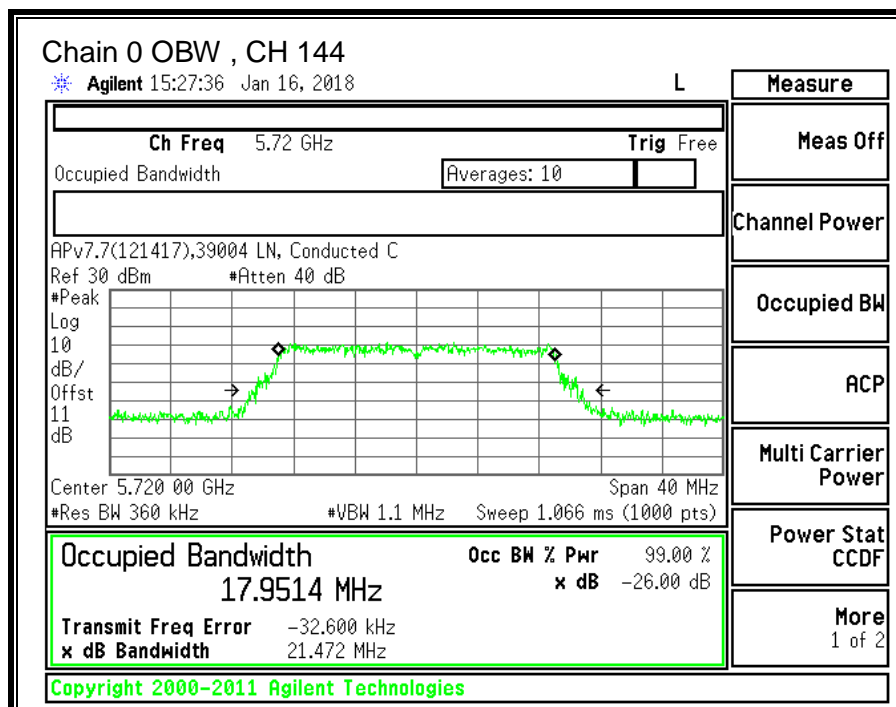 Chain 0 OBW , CH 144
Agilent 15:27:36 Jan 16, 2018 L
Measure
Ch Freq 5.72 GHz Trig Free
Occupied Bandwidth Averages: 10
APv7.7(121417),39004 LN, Conducted C
Ref 30 dBm #Atten 40 dB
#Peak
Log
10
dB/
Offst
11
dB
Center 5.720 00 GHz Span 40 MHz
#Res BW 360 kHz #VBW 1.1 MHz Sweep 1.066 ms (1000 pts)
Occupied Bandwidth Occ BW % Pwr 99.00 %
17.9514 MHz x dB -26.00 dB
Transmit Freq Error -32.600 kHz
x dB Bandwidth 21.472 MHz
Copyright 2000-2011 Agilent Technologies
Meas Off
Channel Power
Occupied BW
ACP
Multi Carrier
Power
Power Stat
CCDF
More
1 of 2